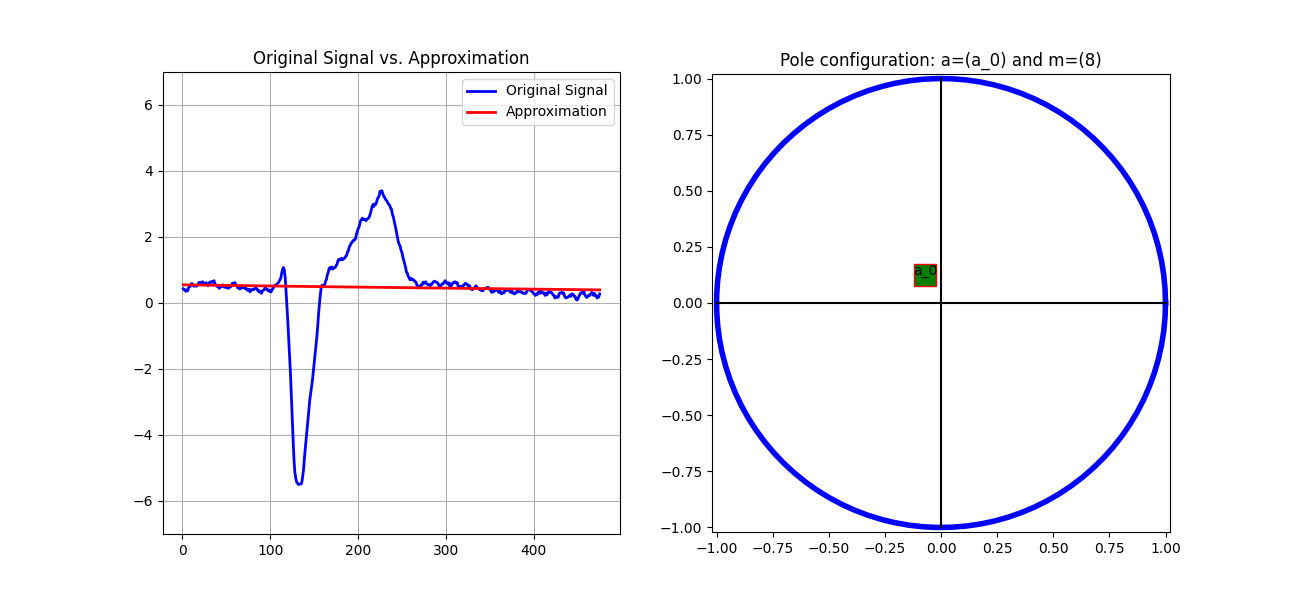 Original Signal vs. Approximation
Original Signal
Approximation
6
4
2
0
−2
−4
−6
0 100 200 300 400
Pole configuration: a=(a_0) and m=(8)
1.00
0.75
0.50
0.25
0.00
−0.25
−0.50
−0.75
−1.00
a_0
−1.00 −0.75 −0.50 −0.25 0.00 0.25 0.50 0.75 1.00